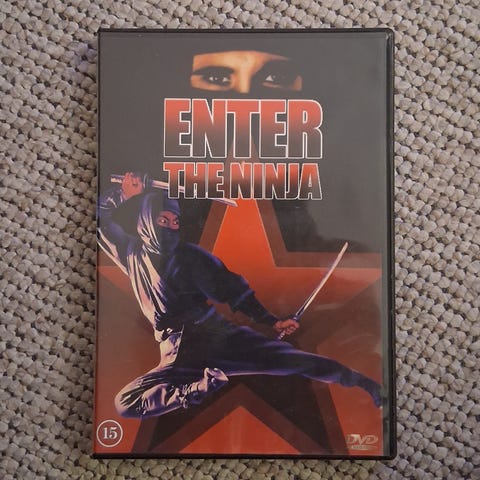 ENTER
THE NINJA
15
DVD